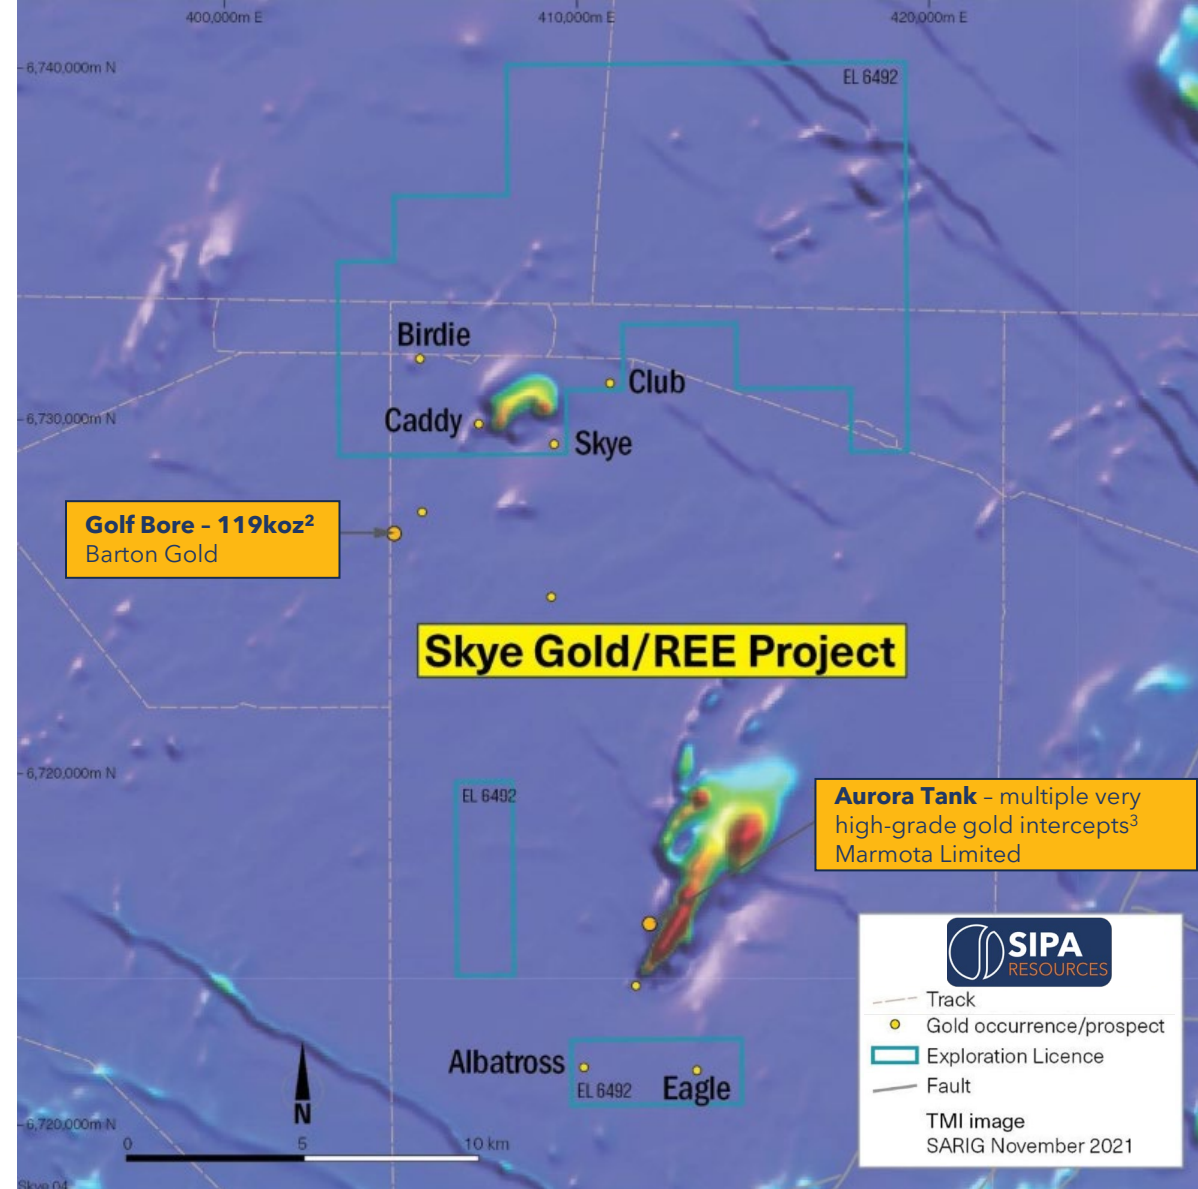 400,000m E
410,000m E
420,000m E
6,740,000m N
EL 6492
Birdie
Club
6,730,000m N
Caddy
Skye
Golf Bore – 119koz²
Barton Gold
Skye Gold/REE Project
6,720,000m N
EL 6492
Aurora Tank – multiple very
high-grade gold intercepts³
Marmota Limited
SIPA
RESOURCES
Track
Gold occurrence/prospect
Exploration Licence
Fault
TMI image
SARIG November 2021
Albatross
EL 6492
Eagle
N
6,720,000m N
0
5
10 km
Skye 04